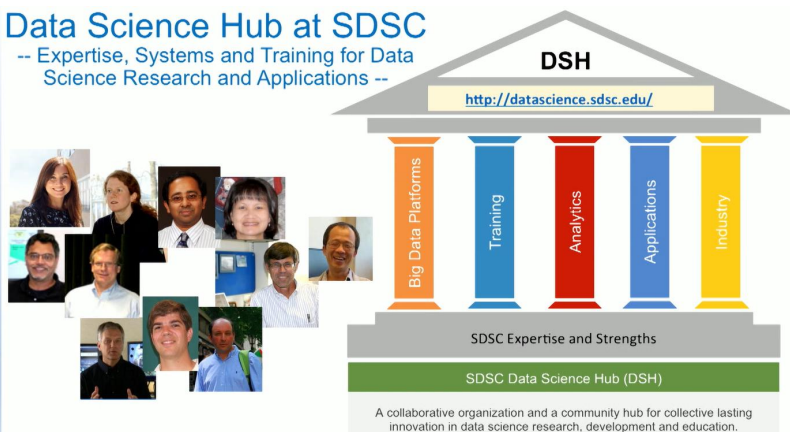 Data Science Hub at SDSC
-- Expertise, Systems and Training for Data
Science Research and Applications --
DSH
http://datascience.sdsc.edu/
Big Data Platforms
Training
Analytics
Applications
Industry
SDSC Expertise and Strengths
SDSC Data Science Hub (DSH)
A collaborative organization and a community hub for collective lasting
innovation in data science research, development and education.